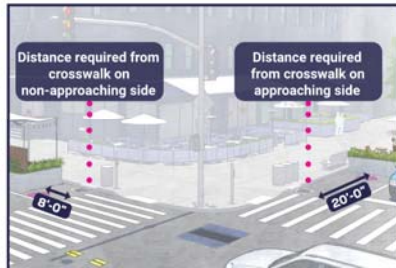 Distance required from
crosswalk on
non-approaching side
Distance required
from crosswalk on
approaching side
8'-0"
20'-0"